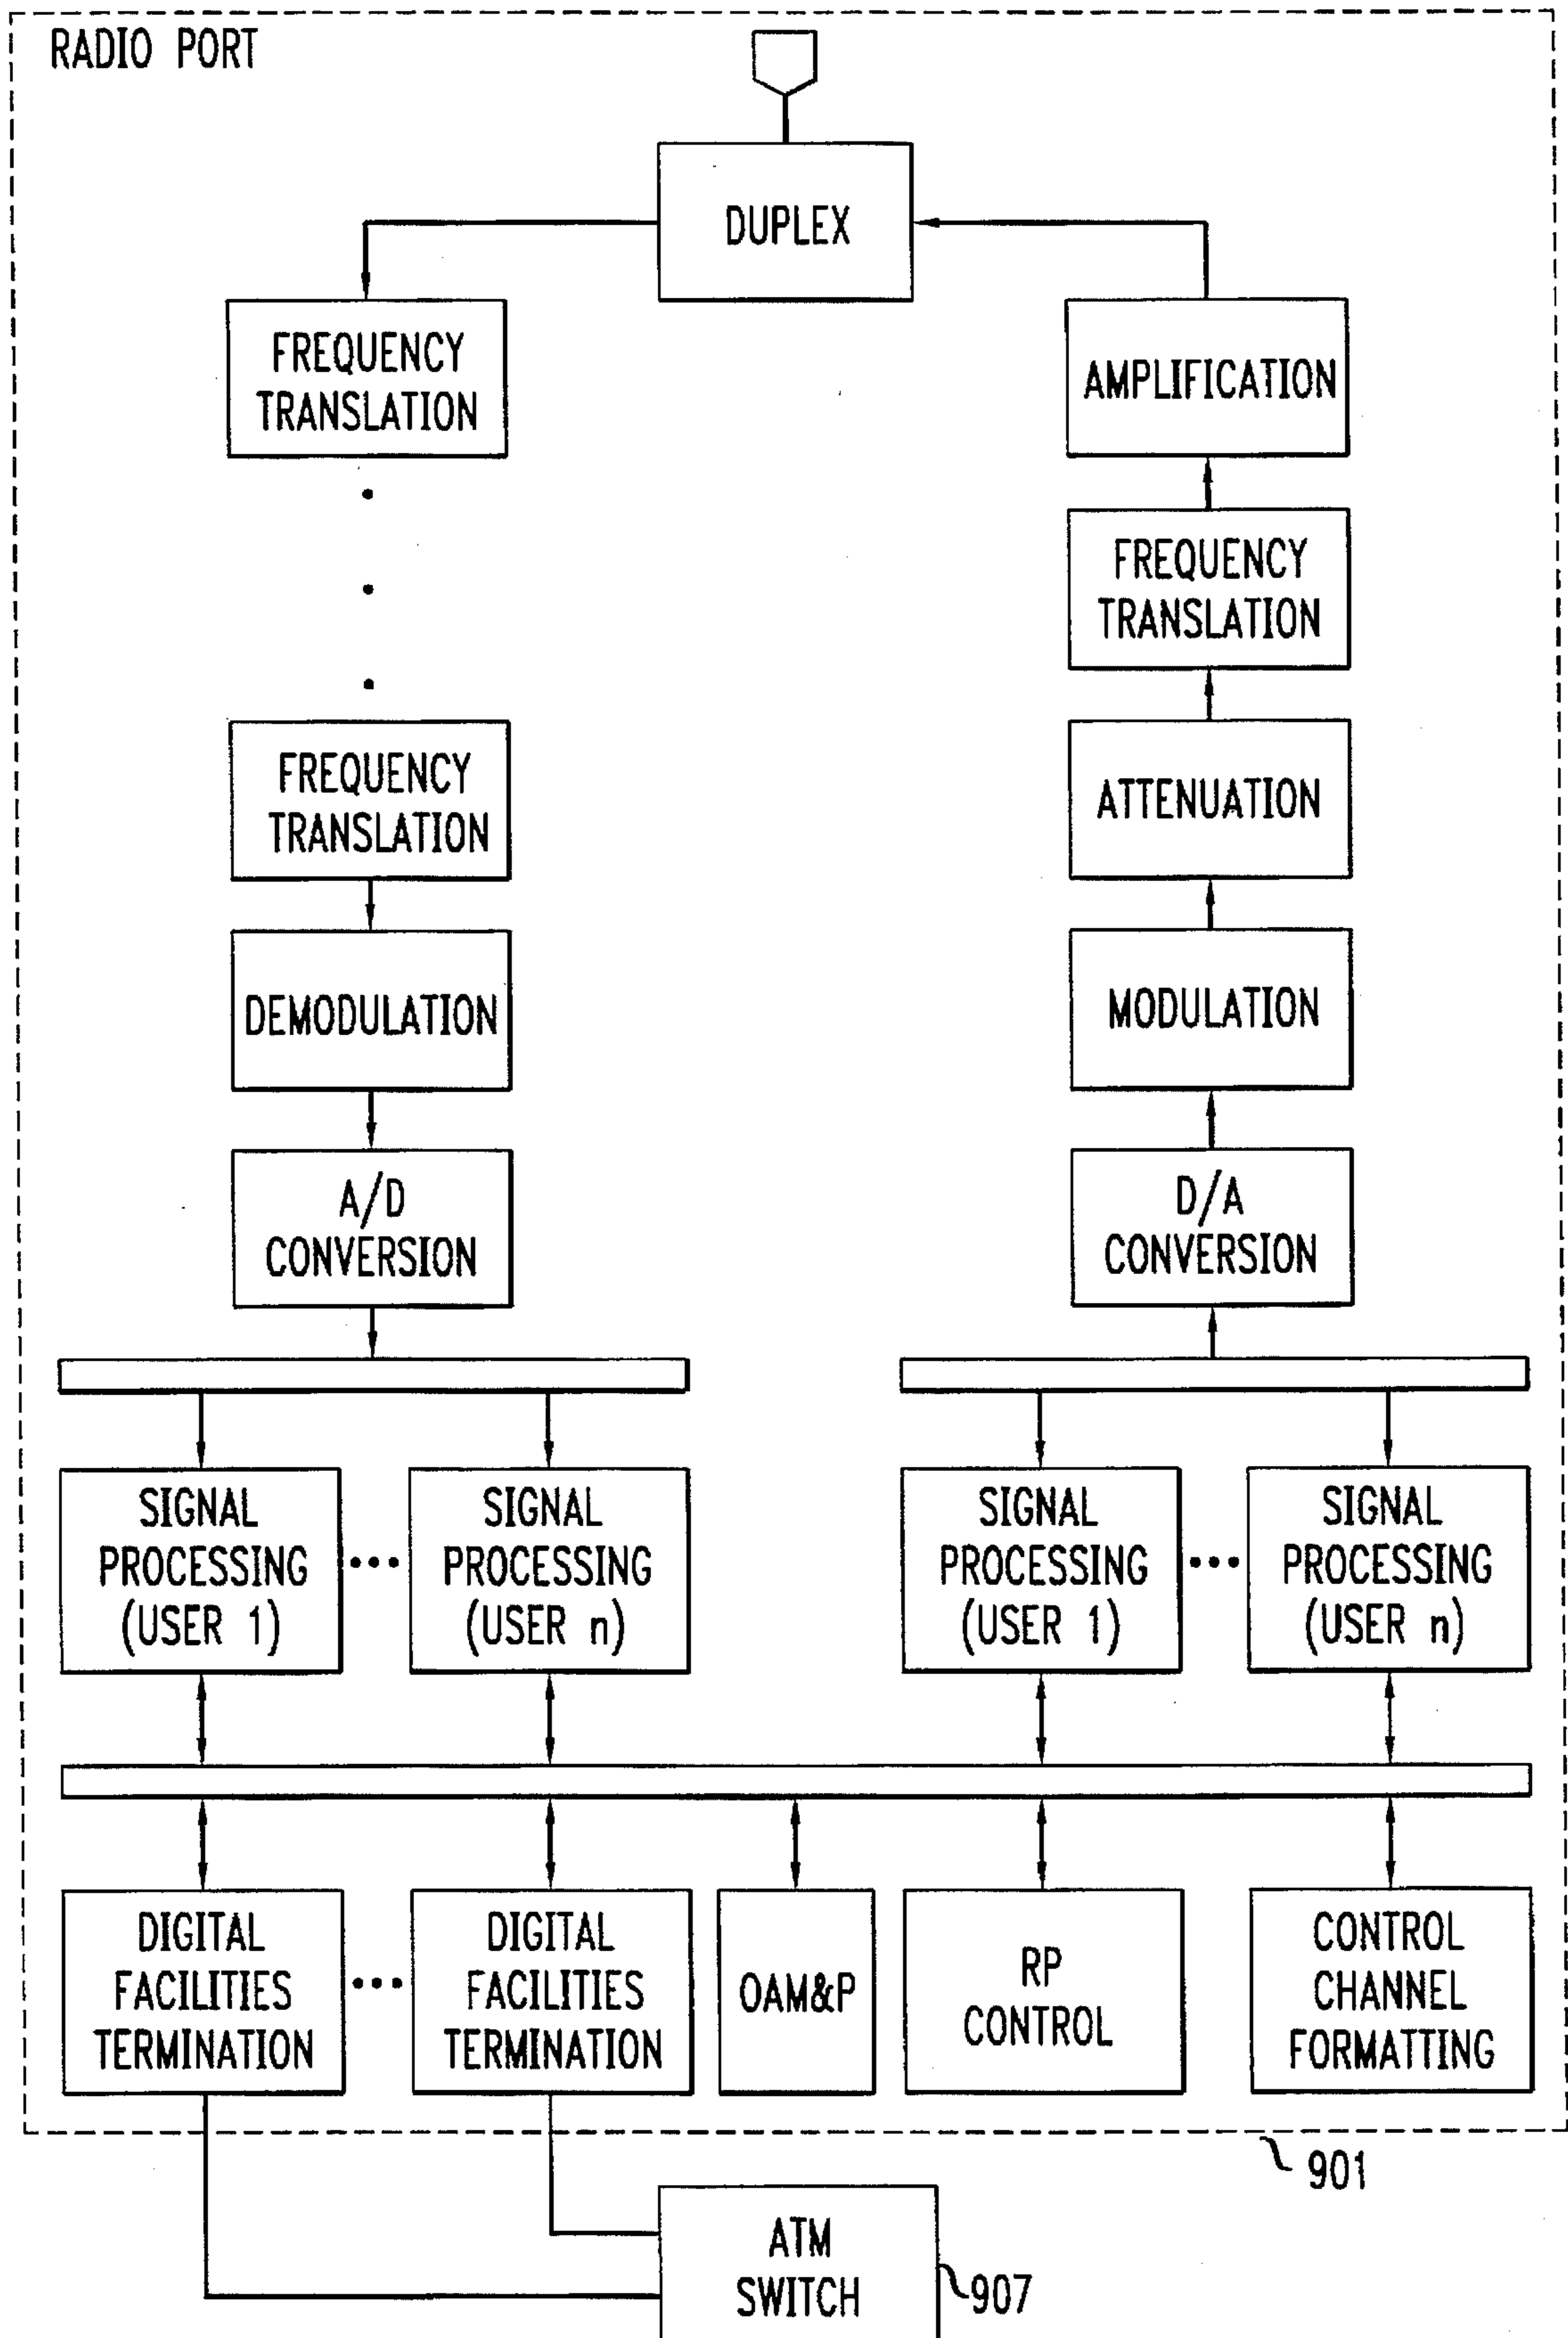 RADIO PORT
DUPLEX
FREQUENCY
TRANSLATION
AMPLIFICATION
FREQUENCY
TRANSLATION
ATTENUATION
FREQUENCY
TRANSLATION
DEMODULATION
MODULATION
A/D
CONVERSION
D/A
CONVERSION
SIGNAL
PROCESSING
(USER 1)
SIGNAL
PROCESSING
(USER n)
SIGNAL
PROCESSING
(USER 1)
SIGNAL
PROCESSING
(USER n)
DIGITAL
FACILITIES
TERMINATION
DIGITAL
FACILITIES
TERMINATION
OAM&P
RP
CONTROL
CONTROL
CHANNEL
FORMATTING
901
ATM
SWITCH
907